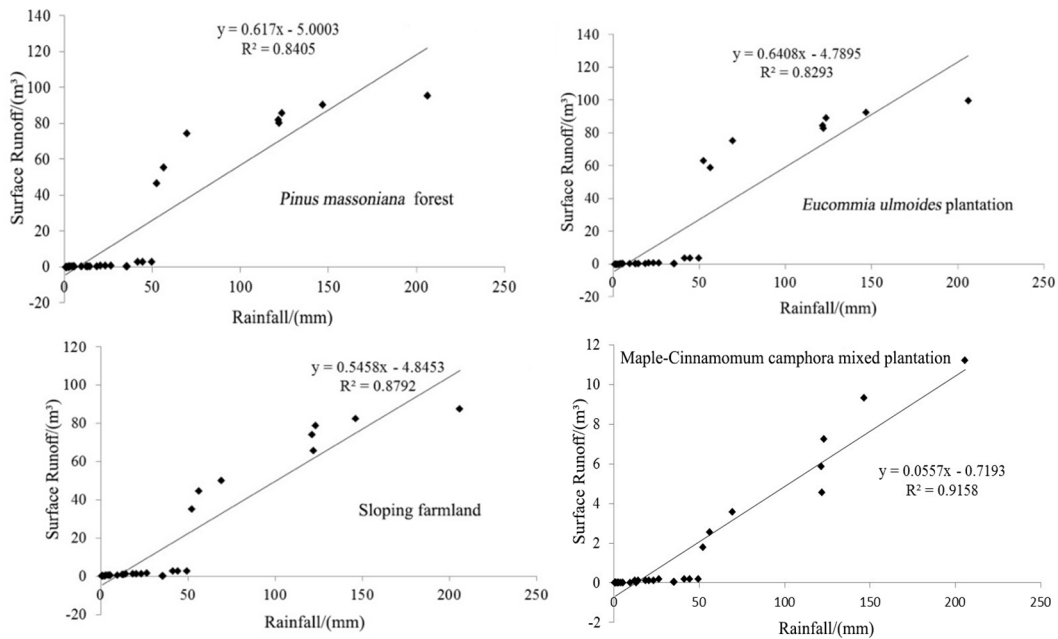 140
120
100
80
60
40
20
0
-20
0 50 100 150 200 250
Surface Runoff/(m³)
Rainfall/(mm)
y = 0.617x - 5.0003
R² = 0.8405
Pinus massoniana forest
140
120
100
80
60
40
20
0
-20
0 50 100 150 200 250
Surface Runoff/(m³)
Rainfall/(mm)
y = 0.6408x - 4.7895
R² = 0.8293
Eucommia ulmoides plantation
120
100
80
60
40
20
0
-20
0 50 100 150 200 250
Surface Runoff/(m³)
Rainfall/(mm)
y = 0.5458x - 4.8453
R² = 0.8792
Sloping farmland
12
10
8
6
4
2
0
-2
0 50 100 150 200 250
Surface Runoff/(m³)
Rainfall/(mm)
Maple-Cinnamomum camphora mixed plantation
y = 0.0557x - 0.7193
R² = 0.9158